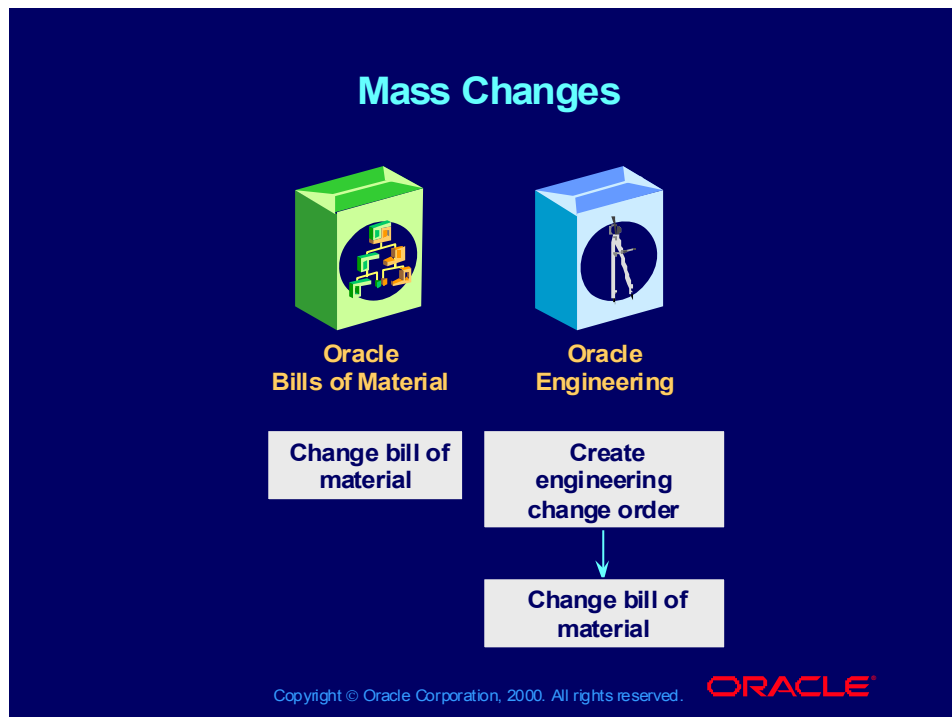 Mass Changes
Oracle
Bills of Material
Oracle
Engineering
Change bill of
material
Create
engineering
change order
Change bill of
material
Copyright © Oracle Corporation, 2000. All rights reserved.
ORACLE®